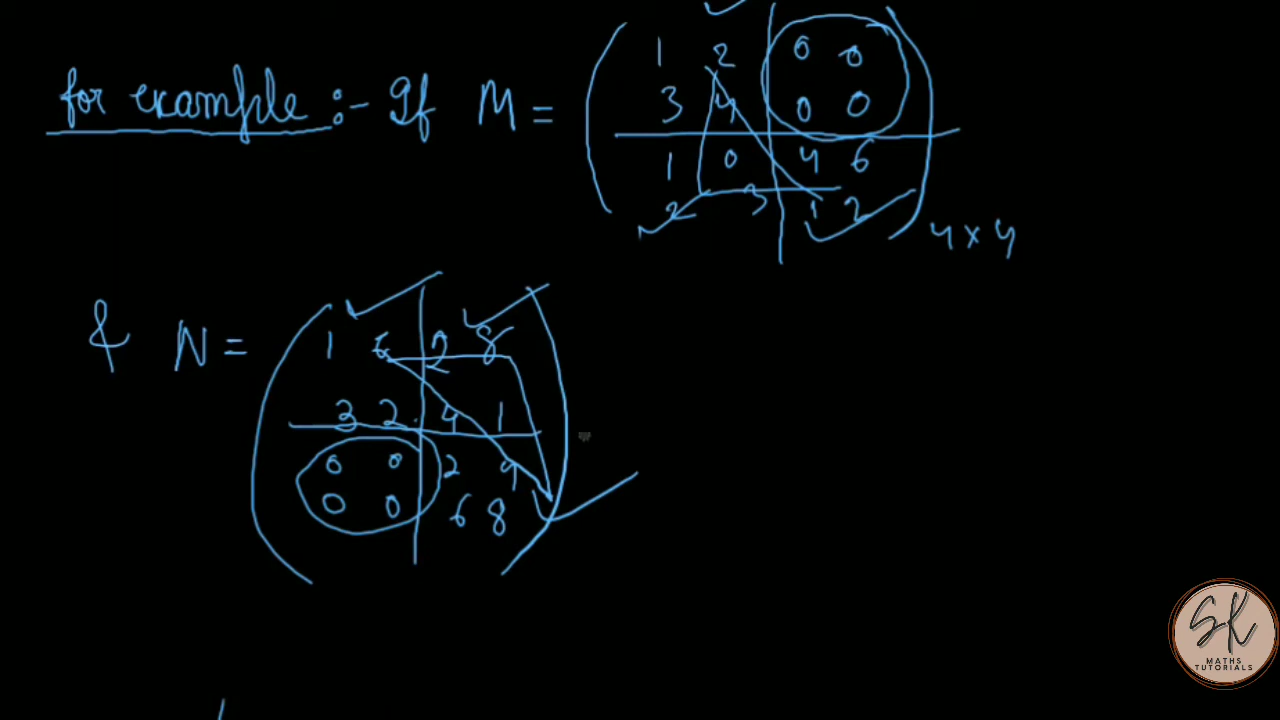 for example :- If M =
1 2 0 0
3 4 0 0
1 0 4 6
2 3 1 2
4 x 4
& N =
1 2 8
3 2 4 1
0 0 2 9
0 0 6 8
SK
MATHS
TUTORIALS